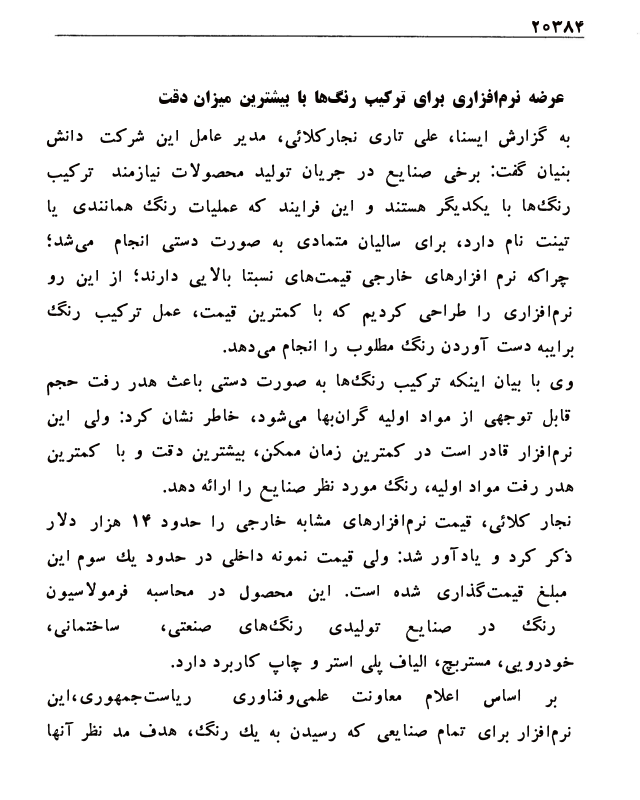 ۲۰۳۸۴
عرضه نرم‌افزاری برای ترکیب رنگ‌ها با بیشترین میزان دقت
به گزارش ایسنا، علی تاری نجارکلائی، مدیر عامل این شرکت دانش
بنیان گفت: برخی صنایع در جریان تولید محصولات نیازمند ترکیب
رنگ‌ها با یکدیگر هستند و این فرایند که عملیات رنگ همانندی یا
تینت نام دارد، برای سالیان متمادی به صورت دستی انجام می‌شد؛
چراکه نرم افزارهای خارجی قیمت‌های نسبتا بالایی دارند؛ از این رو
نرم‌افزاری را طراحی کردیم که با کمترین قیمت، عمل ترکیب رنگ
برایبه دست آوردن رنگ مطلوب را انجام می‌دهد.
وی با بیان اینکه ترکیب رنگ‌ها به صورت دستی باعث هدر رفت حجم
قابل توجهی از مواد اولیه گران‌بها می‌شود، خاطر نشان کرد: ولی این
نرم‌افزار قادر است در کمترین زمان ممکن، بیشترین دقت و با کمترین
هدر رفت مواد اولیه، رنگ مورد نظر صنایع را ارائه دهد.
نجار کلائی، قیمت نرم‌افزارهای مشابه خارجی را حدود ۱۴ هزار دلار
ذکر کرد و یادآور شد: ولی قیمت نمونه داخلی در حدود یك سوم این
مبلغ قیمت‌گذاری شده است. این محصول در محاسبه فرمولاسیون
رنگ در صنایع تولیدی رنگ‌های صنعتی، ساختمانی،
خودرویی، مستربچ، الیاف پلی استر و چاپ کاربرد دارد.
بر اساس اعلام معاونت علمی‌وفناوری ریاست‌جمهوری،این
نرم‌افزار برای تمام صنایعی که رسیدن به یك رنگ، هدف مد نظر آنها